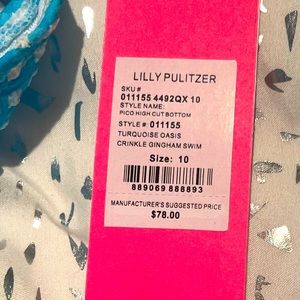 LILLY PULITZER
SKU #
011155 4492QX 10
STYLE NAME:
PICO HIGH CUT BOTTOM
STYLE # 011155
TURQUOISE OASIS
CRINKLE GINGHAM SWIM
Size: 10
889069 888893
MANUFACTURER'S SUGGESTED PRICE
$78.00